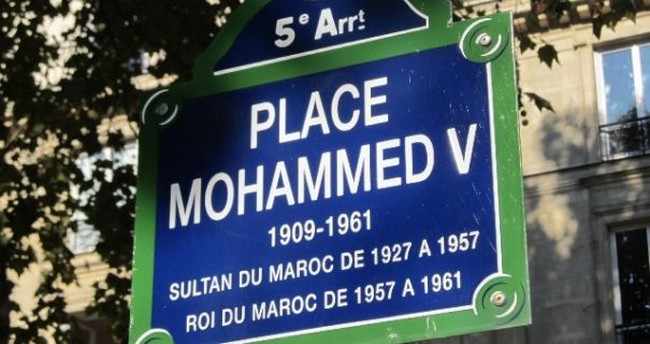 5e Arrt
PLACE
MOHAMMED V
1909-1961
SULTAN DU MAROC DE 1927 A 1957
ROI DU MAROC DE 1957 A 1961